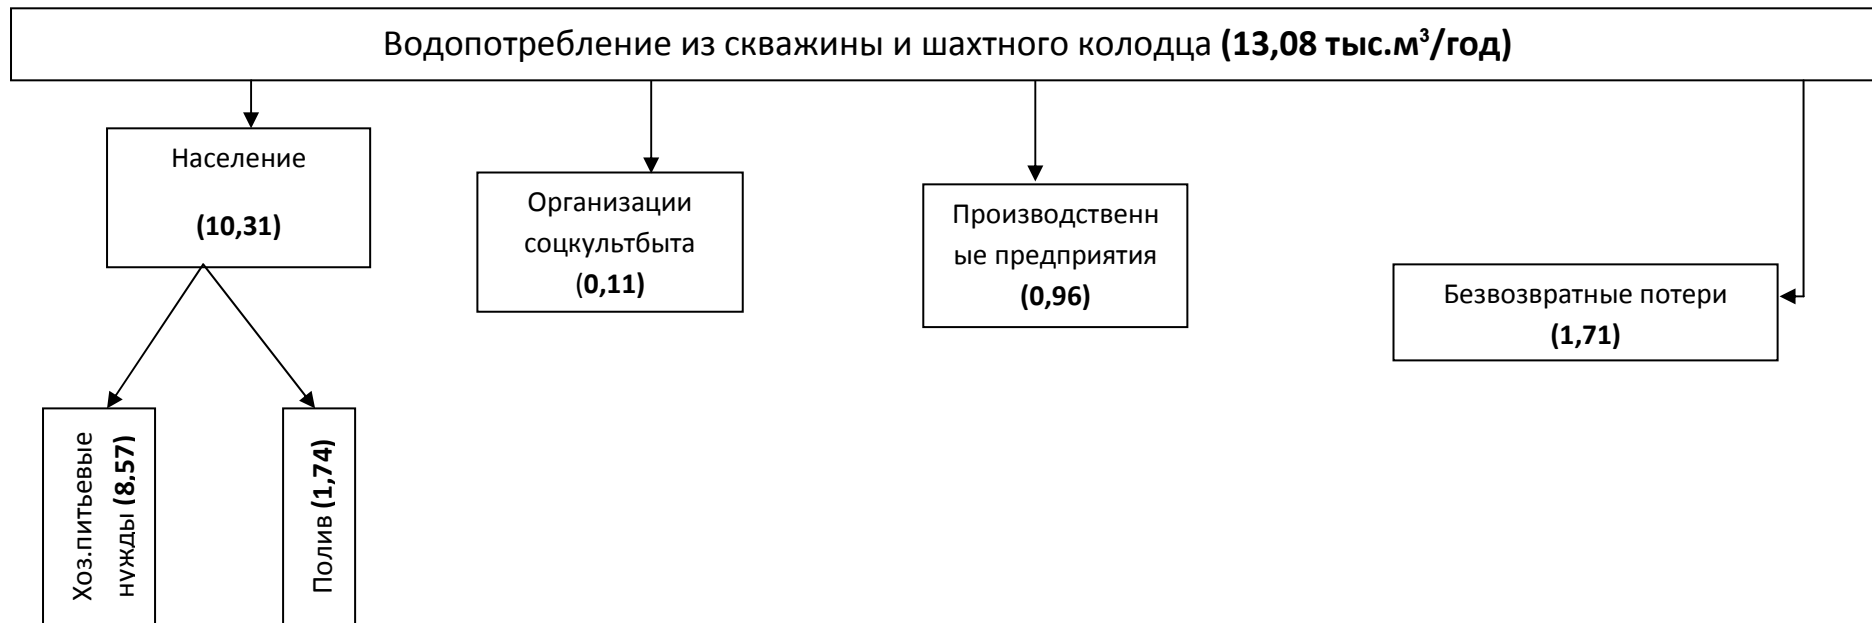 Водопотребление из скважины и шахтного колодца (13,08 тыс.м³/год)
Население
(10,31)
Организации
соцкультбыта
(0,11)
Производственн
ые предприятия
(0,96)
Безвозвратные потери
(1,71)
Хоз.питьевые
нужды (8,57)
Полив (1,74)